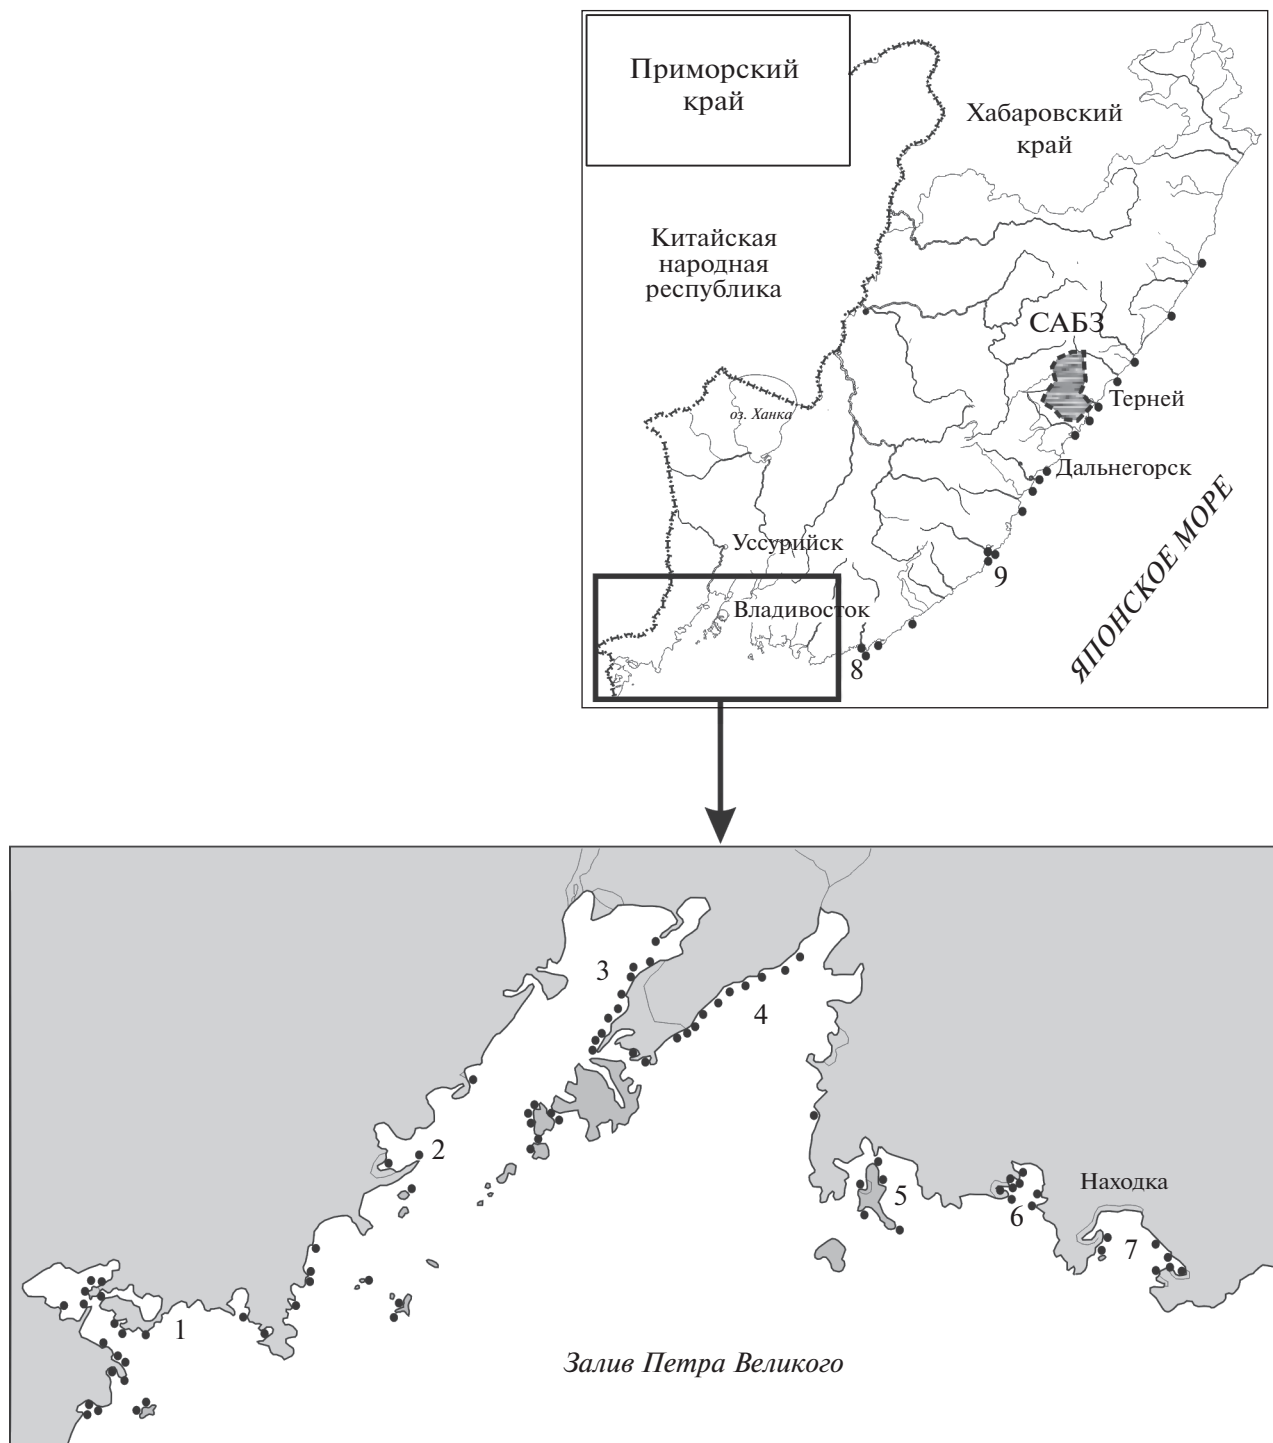 Приморский
край
Хабаровский
край
Китайская
народная
республика
САБЗ
Терней
оз. Ханка
Дальнегорск
ЯПОНСКОЕ МОРЕ
Уссурийск
9
Владивосток
8
3
4
2
5
6
Находка
7
1
Залив Петра Великого